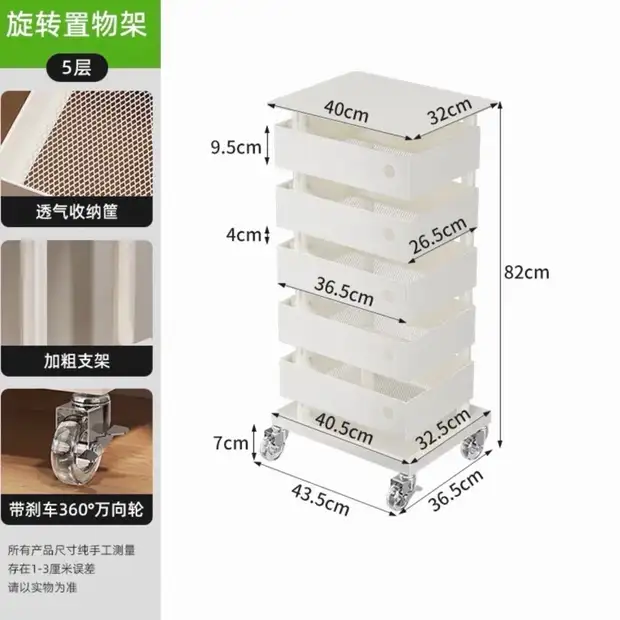 旋转置物架
5层
透气收纳筐
加粗支架
带刹车360°万向轮
所有产品尺寸纯手工测量
存在1-3厘米误差
请以实物为准
40cm
32cm
9.5cm
4cm
26.5cm
36.5cm
82cm
40.5cm
32.5cm
7cm
43.5cm
36.5cm